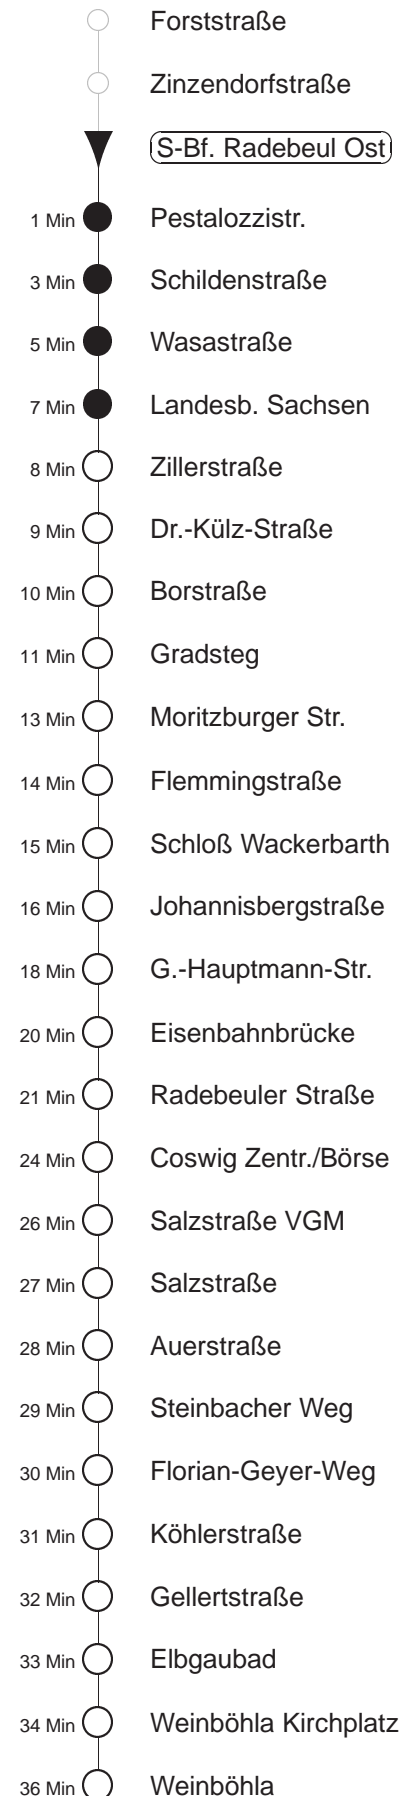 Forststraße
Zinzendorfstraße
S-Bf. Radebeul Ost
1 Min Pestalozzistr.
3 Min Schildenstraße
5 Min Wasastraße
7 Min Landesb. Sachsen
8 Min Zillerstraße
9 Min Dr.-Külz-Straße
10 Min Borstraße
11 Min Gradsteg
13 Min Moritzburger Str.
14 Min Flemmingstraße
15 Min Schloß Wackerbarth
16 Min Johannisbergstraße
18 Min G.-Hauptmann-Str.
20 Min Eisenbahnbrücke
21 Min Radebeuler Straße
24 Min Coswig Zentr./Börse
26 Min Salzstraße VGM
27 Min Salzstraße
28 Min Auerstraße
29 Min Steinbacher Weg
30 Min Florian-Geyer-Weg
31 Min Köhlerstraße
32 Min Gellertstraße
33 Min Elbgaubad
34 Min Weinböhla Kirchplatz
36 Min Weinböhla